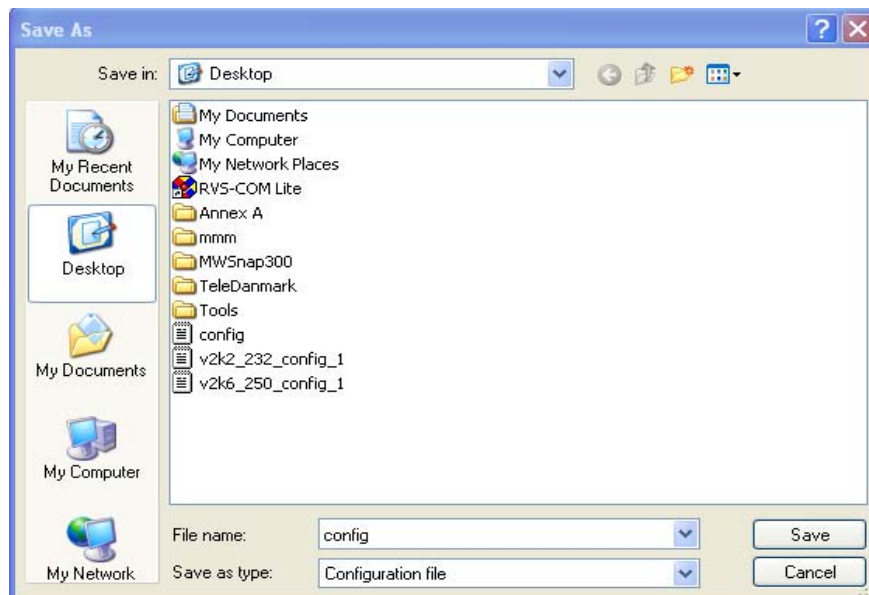 Save As
Save in:
Desktop
My Recent
Documents
Desktop
My Documents
My Computer
My Network
My Documents
My Computer
My Network Places
RVS-COM Lite
Annex A
mmm
MWSnap300
TeleDanmark
Tools
config
v2k2_232_config_1
v2k6_250_config_1
File name:
config
Save
Save as type:
Configuration file
Cancel